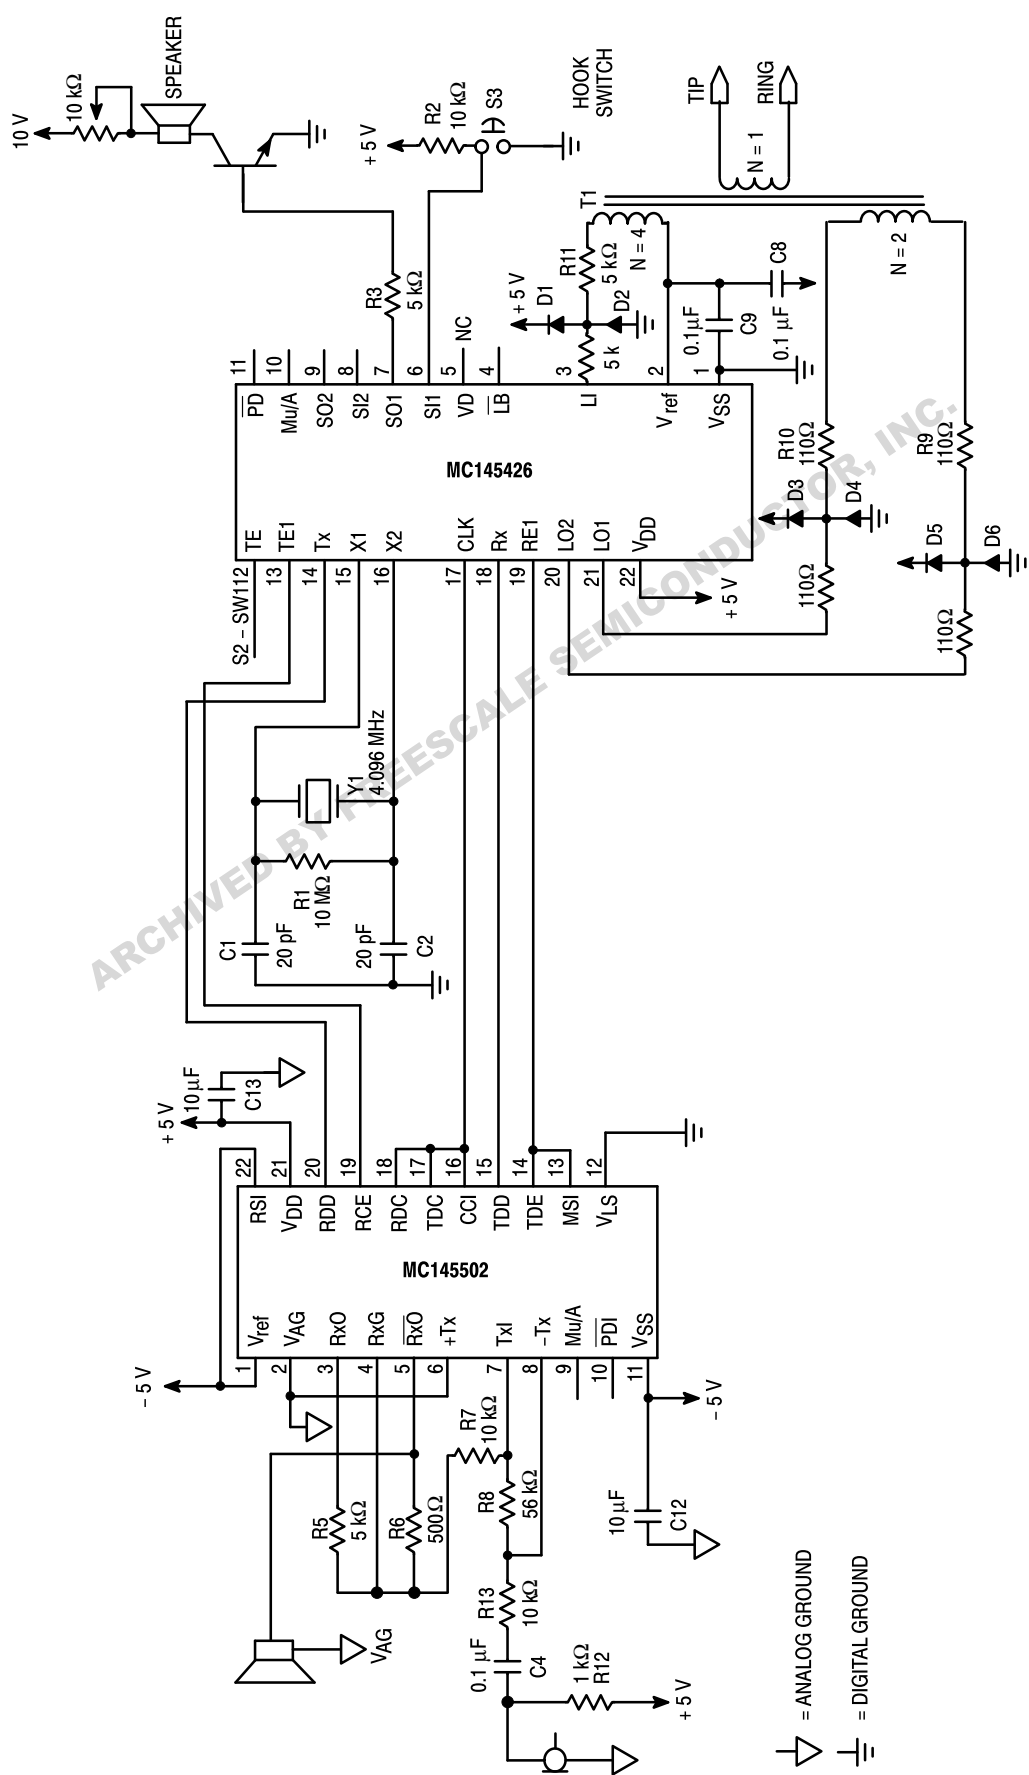 10 V
10 kΩ
SPEAKER
+ 5 V
R2
10 kΩ
S3
HOOK
SWITCH
TIP
RING
N = 1
T1
N = 4
N = 2
R3
5 kΩ
NC
+ 5 V
D1
D2
R11
5 kΩ
5 k
0.1 µF
C9
0.1 µF
C8
11
10
9
8
7
6
5
4
3
2
1
PD
Mu/A
SO2
SI2
SO1
SI1
VD
LB
LI
Vref
VSS
MC145426
TE
TE1
Tx
X1
X2
CLK
Rx
RE1
LO2
LO1
VDD
S2 – SW1
12
13
14
15
16
17
18
19
20
21
22
+ 5 V
R10
110Ω
D3
D4
110Ω
R9
110Ω
D5
D6
110Ω
Y1
4.096 MHz
R1
10 MΩ
C1
20 pF
20 pF
C2
ARCHIVED BY FREESCALE SEMICONDUCTOR, INC.
+ 5 V
10 µF
C13
22
21
20
19
18
17
16
15
14
13
12
RSI
VDD
RDD
RCE
RDC
TDC
CCI
TDD
TDE
MSI
VLS
MC145502
Vref
VAG
RxO
RxG
RxO
+Tx
TxI
–Tx
Mu/A
PDI
VSS
1
2
3
4
5
6
7
8
9
10
11
– 5 V
– 5 V
R7
10 kΩ
R5
5 kΩ
R6
500Ω
R8
56 kΩ
10 µF
C12
R13
10 kΩ
VAG
0.1 µF
C4
1 kΩ
R12
+ 5 V
= ANALOG GROUND
= DIGITAL GROUND